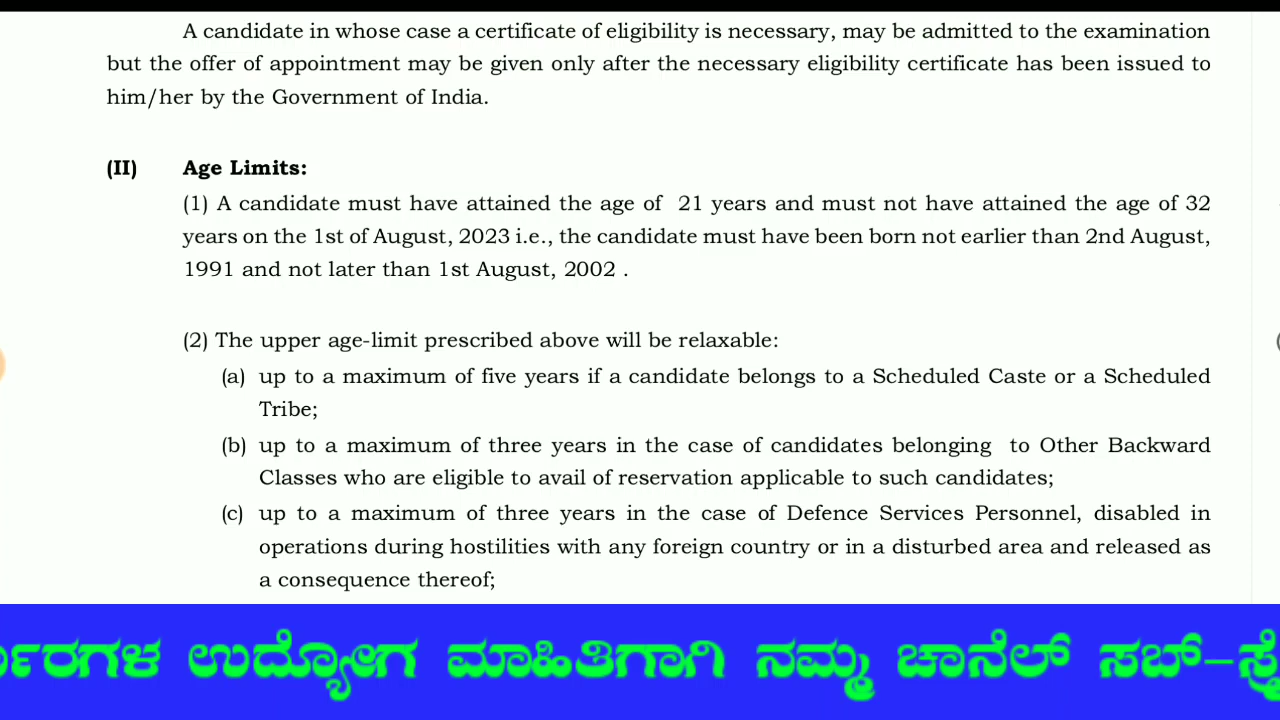 A candidate in whose case a certificate of eligibility is necessary, may be admitted to the examination
but the offer of appointment may be given only after the necessary eligibility certificate has been issued to
him/her by the Government of India.
(II) Age Limits:
(1) A candidate must have attained the age of 21 years and must not have attained the age of 32
years on the 1st of August, 2023 i.e., the candidate must have been born not earlier than 2nd August,
1991 and not later than 1st August, 2002 .
(2) The upper age-limit prescribed above will be relaxable:
(a) up to a maximum of five years if a candidate belongs to a Scheduled Caste or a Scheduled
Tribe;
(b) up to a maximum of three years in the case of candidates belonging to Other Backward
Classes who are eligible to avail of reservation applicable to such candidates;
(c) up to a maximum of three years in the case of Defence Services Personnel, disabled in
operations during hostilities with any foreign country or in a disturbed area and released as
a consequence thereof;
ಉದ್ಯೋಗ ಮಾಹಿತಿಗಾಗಿ ನಮ್ಮ ಚಾನೆಲ್ ಸಬ್-